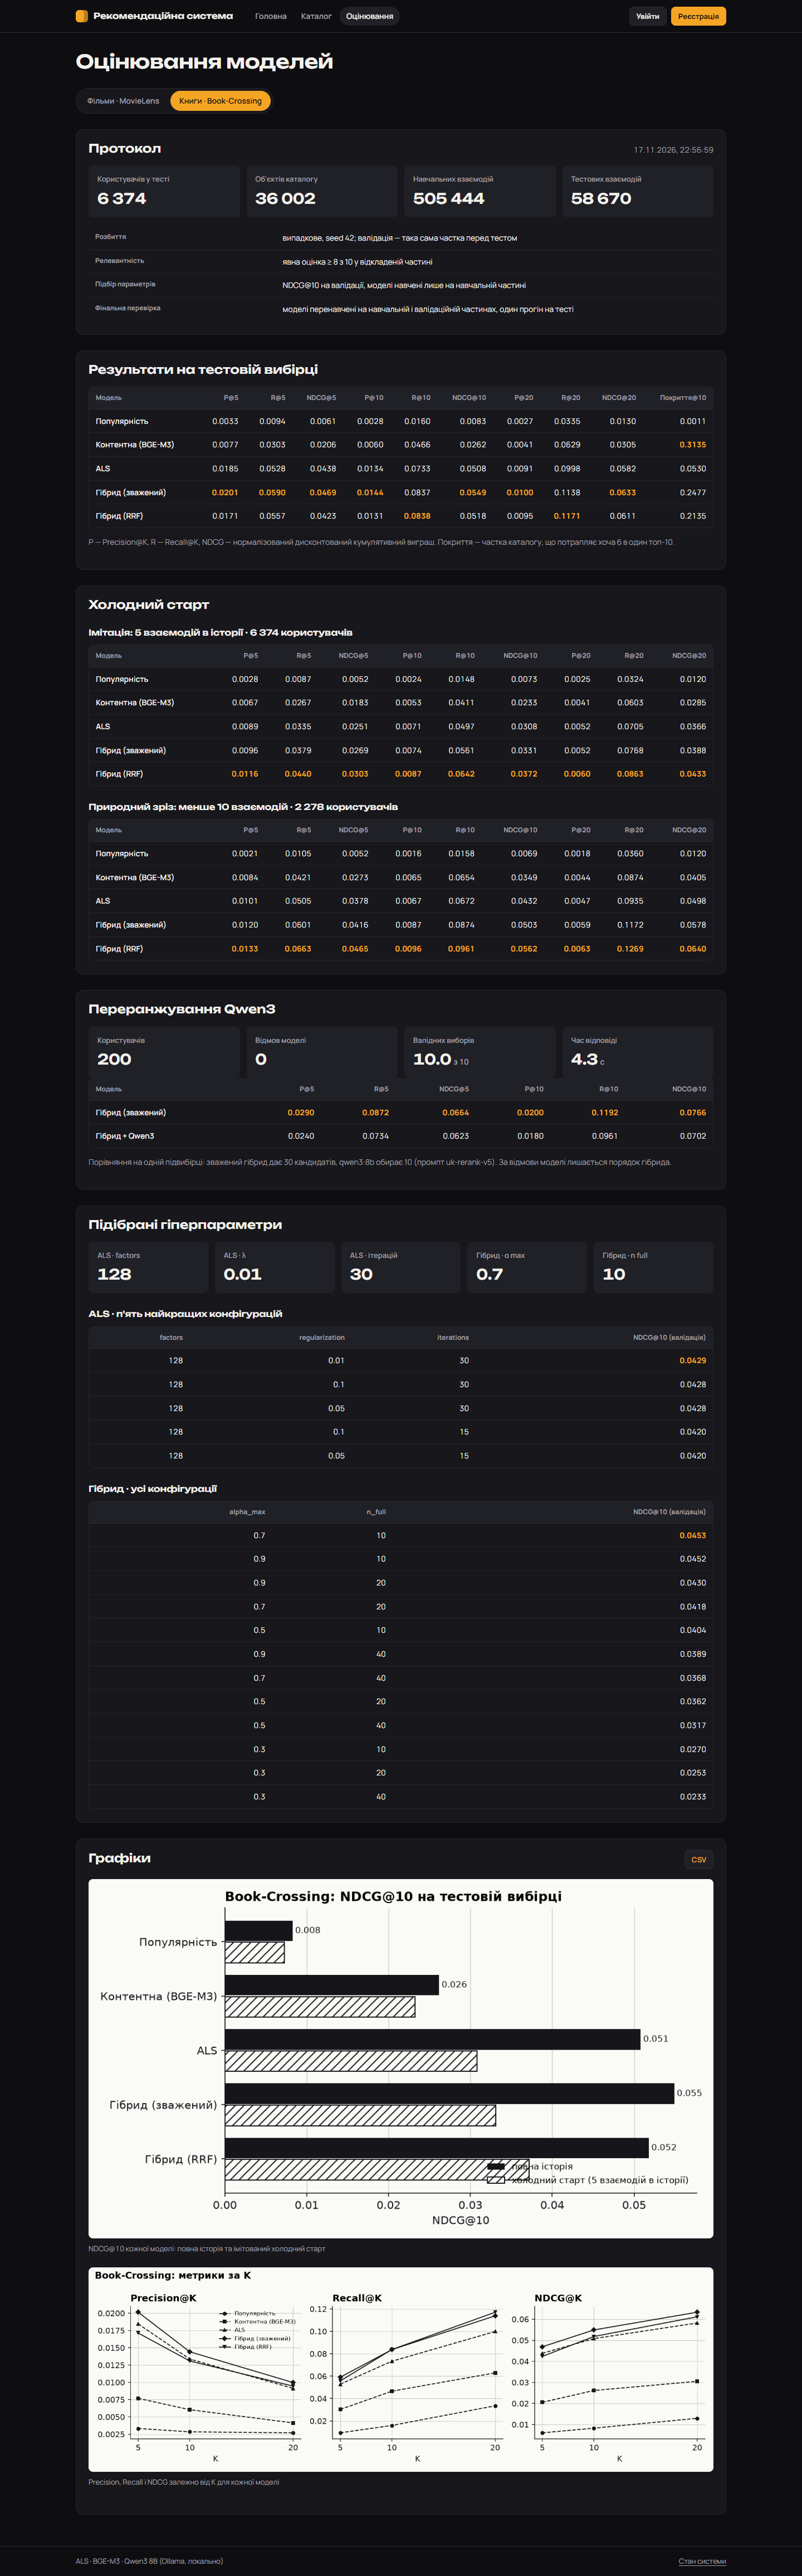 Рекомендаційна система Головна Каталог Оцінювання Увійти Реєстрація
Оцінювання моделей
Фільми · MovieLens Книги · Book-Crossing
Протокол 17.11.2026, 22:56:59
Користувачів у тесті Об'єктів каталогу Навчальних взаємодій Тестових взаємодій
6 374 36 002 505 444 58 670
Розбиття випадкове, seed 42; валідація — така сама частка перед тестом
Релевантність явна оцінка ≥ 8 з 10 у відкладеній частині
Підбір параметрів NDCG@10 на валідації, моделі навчені лише на навчальній частині
Фінальна перевірка моделі перенавчені на навчальній і валідаційній частинах, один прогін на тесті
Результати на тестовій вибірці
Модель P@5 R@5 NDCG@5 P@10 R@10 NDCG@10 P@20 R@20 NDCG@20 Покриття@10
Популярність 0.0033 0.0094 0.0061 0.0028 0.0160 0.0083 0.0027 0.0335 0.0130 0.0011
Контентна (BGE-M3) 0.0077 0.0303 0.0206 0.0060 0.0466 0.0262 0.0041 0.0629 0.0305 0.3135
ALS 0.0185 0.0528 0.0438 0.0134 0.0733 0.0508 0.0091 0.0998 0.0582 0.0530
Гібрид (зважений) 0.0201 0.0590 0.0469 0.0144 0.0837 0.0549 0.0100 0.1138 0.0633 0.2477
Гібрид (RRF) 0.0171 0.0557 0.0423 0.0131 0.0838 0.0518 0.0095 0.1171 0.0611 0.2135
P — Precision@K, R — Recall@K, NDCG — нормалізований дисконтований кумулятивний виграш. Покриття — частка каталогу, що потрапляє хоча б в один топ-10.
Холодний старт
Імітація: 5 взаємодій в історії · 6 374 користувачів
Модель P@5 R@5 NDCG@5 P@10 R@10 NDCG@10 P@20 R@20 NDCG@20
Популярність 0.0028 0.0087 0.0052 0.0024 0.0148 0.0073 0.0025 0.0324 0.0120
Контентна (BGE-M3) 0.0067 0.0267 0.0183 0.0053 0.0411 0.0233 0.0041 0.0603 0.0285
ALS 0.0089 0.0335 0.0251 0.0071 0.0497 0.0308 0.0052 0.0705 0.0366
Гібрид (зважений) 0.0096 0.0379 0.0269 0.0074 0.0561 0.0331 0.0052 0.0768 0.0388
Гібрид (RRF) 0.0116 0.0440 0.0303 0.0087 0.0642 0.0372 0.0060 0.0863 0.0433
Природний зріз: менше 10 взаємодій · 2 278 користувачів
Модель P@5 R@5 NDCG@5 P@10 R@10 NDCG@10 P@20 R@20 NDCG@20
Популярність 0.0021 0.0105 0.0052 0.0016 0.0158 0.0069 0.0018 0.0360 0.0120
Контентна (BGE-M3) 0.0084 0.0421 0.0273 0.0065 0.0654 0.0349 0.0044 0.0874 0.0405
ALS 0.0101 0.0505 0.0378 0.0067 0.0672 0.0432 0.0047 0.0935 0.0498
Гібрид (зважений) 0.0120 0.0601 0.0416 0.0087 0.0874 0.0503 0.0059 0.1172 0.0578
Гібрид (RRF) 0.0133 0.0663 0.0465 0.0096 0.0961 0.0562 0.0063 0.1269 0.0640
Переранжування Qwen3
Користувачів Відмов моделі Валідних виборів Час відповіді
200 0 10.0 з 10 4.3 с
Модель P@5 R@5 NDCG@5 P@10 R@10 NDCG@10
Гібрид (зважений) 0.0290 0.0872 0.0664 0.0200 0.1192 0.0766
Гібрид + Qwen3 0.0240 0.0734 0.0623 0.0180 0.0961 0.0702
Порівняння на одній підвибірці: зважений гібрид дає 30 кандидатів, qwen3:8b обирає 10 (промпт uk-rerank-v5). За відмови моделі лишається порядок гібрида.
Підібрані гіперпараметри
ALS · factors ALS · λ ALS · ітерацій Гібрид · α max Гібрид · n full
128 0.01 30 0.7 10
ALS · п'ять найкращих конфігурацій
factors regularization iterations NDCG@10 (валідація)
128 0.01 30 0.0429
128 0.1 30 0.0428
128 0.05 30 0.0428
128 0.1 15 0.0420
128 0.05 15 0.0420
Гібрид · усі конфігурації
alpha_max n_full NDCG@10 (валідація)
0.7 10 0.0453
0.9 10 0.0452
0.9 20 0.0430
0.7 20 0.0418
0.5 10 0.0404
0.9 40 0.0389
0.7 40 0.0368
0.5 20 0.0362
0.5 40 0.0317
0.3 10 0.0270
0.3 20 0.0253
0.3 40 0.0233
Графіки CSV
Book-Crossing: NDCG@10 на тестовій вибірці
Популярність 0.008
Контентна (BGE-M3) 0.026
ALS 0.051
Гібрид (зважений) 0.055
Гібрид (RRF) 0.052
повна історія
холодний старт (5 взаємодій в історії)
0.00 0.01 0.02 0.03 0.04 0.05
NDCG@10
NDCG@10 кожної моделі: повна історія та імітований холодний старт
Book-Crossing: метрики за K
Precision@K Recall@K NDCG@K
Популярність
Контентна (BGE-M3)
ALS
Гібрид (зважений)
Гібрид (RRF)
0.0200
0.0175
0.0150
0.0125
0.0100
0.0075
0.0050
0.0025
5 10 20
K
0.12
0.10
0.08
0.06
0.04
0.02
5 10 20
K
0.06
0.05
0.04
0.03
0.02
0.01
5 10 20
K
Precision, Recall і NDCG залежно від K для кожної моделі
ALS · BGE-M3 · Qwen3 8B (Ollama, локально) Стан системи